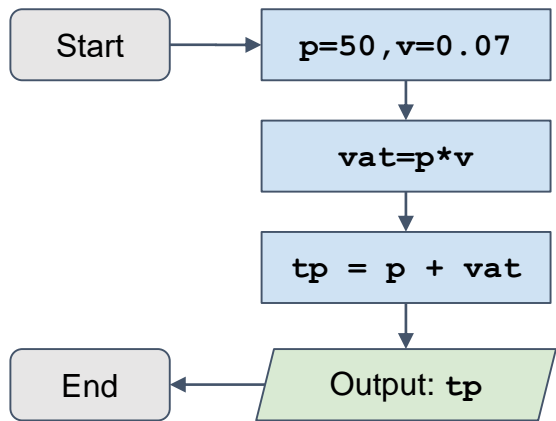 Start
p=50,v=0.07
vat=p*v
tp = p + vat
Output: tp
End